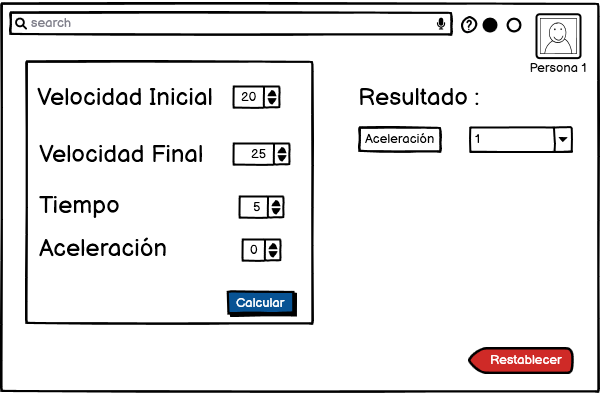 search
?
Persona 1
Velocidad Inicial 20
Velocidad Final 25
Tiempo 5
Aceleración 0
Calcular
Resultado :
Aceleración 1
Restablecer